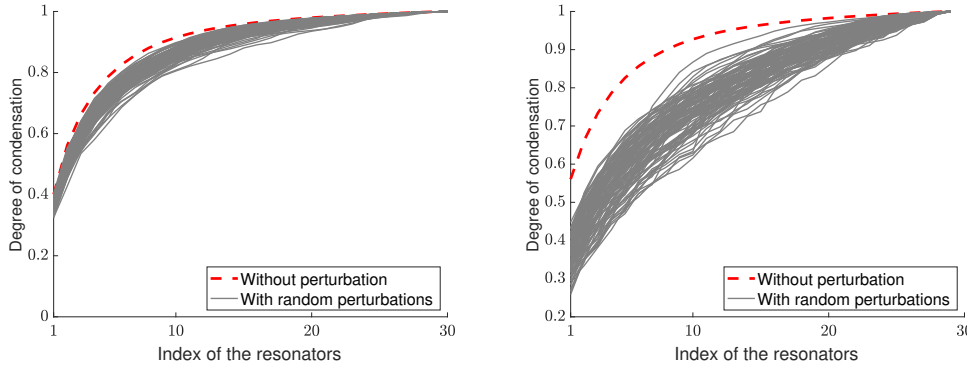 Degree of condensation
1
0.8
0.6
0.4
0.2
0
1
10
20
30
Index of the resonators
Without perturbation
With random perturbations
Degree of condensation
1
0.9
0.8
0.7
0.6
0.5
0.4
0.3
0.2
1
10
20
30
Index of the resonators
Without perturbation
With random perturbations